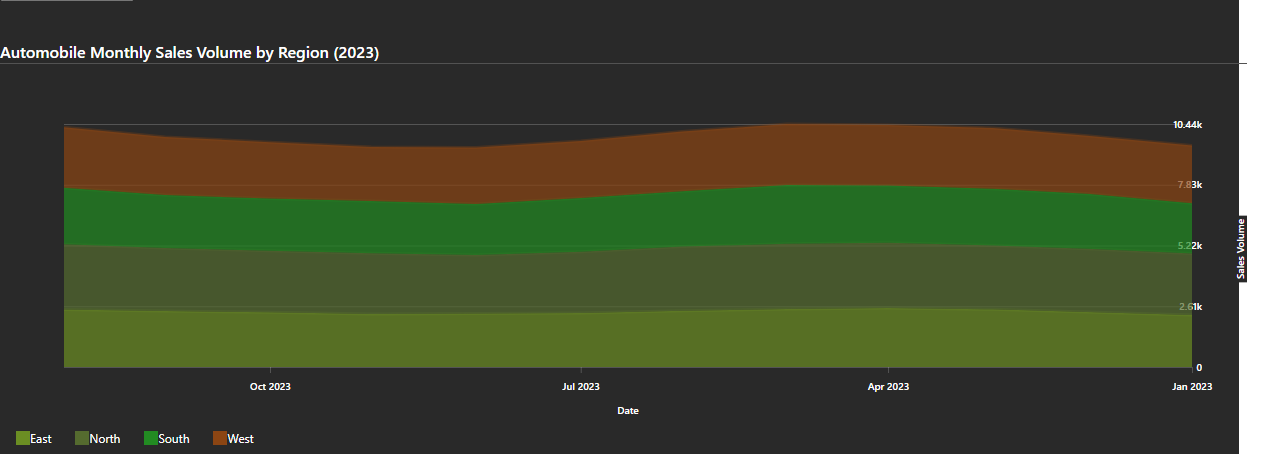 Automobile Monthly Sales Volume by Region (2023)
10.44k
7.83k
5.22k
2.61k
0
Sales Volume
Oct 2023 Jul 2023 Apr 2023 Jan 2023
Date
East North South West